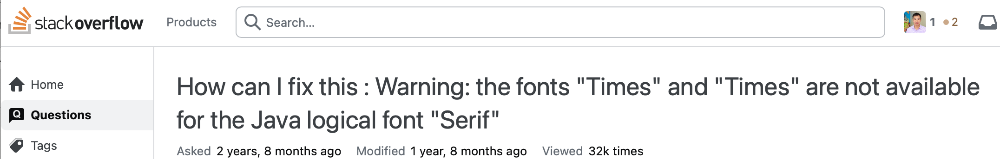 stackoverflow
Products
Search...
1
2
Home
Questions
Tags
How can I fix this : Warning: the fonts "Times" and "Times" are not available
for the Java logical font "Serif"
Asked 2 years, 8 months ago Modified 1 year, 8 months ago Viewed 32k times